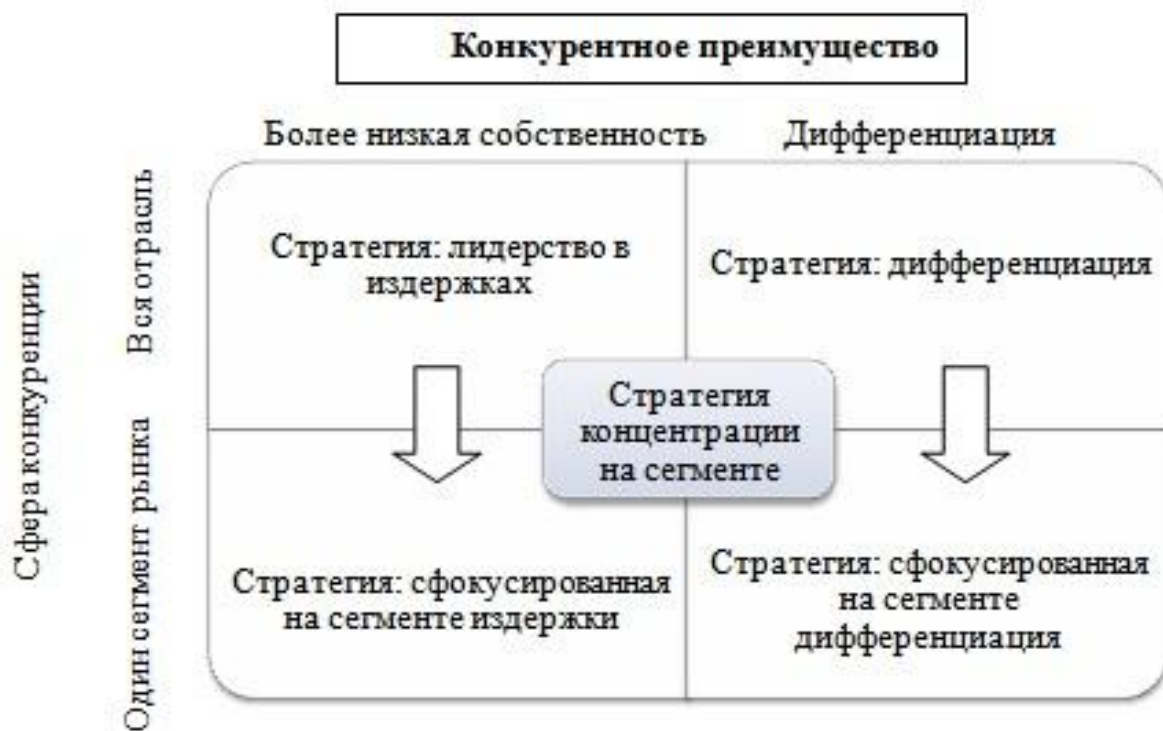 Конкурентное преимущество
Более низкая собственность
Дифференциация
Сфера конкуренции
Вся отрасль
Стратегия: лидерство в
издержках
Стратегия: дифференциация
Стратегия
концентрации
на сегменте
Один сегмент рынка
Стратегия: сфокусированная
на сегменте издержки
Стратегия: сфокусированная
на сегменте
дифференциация